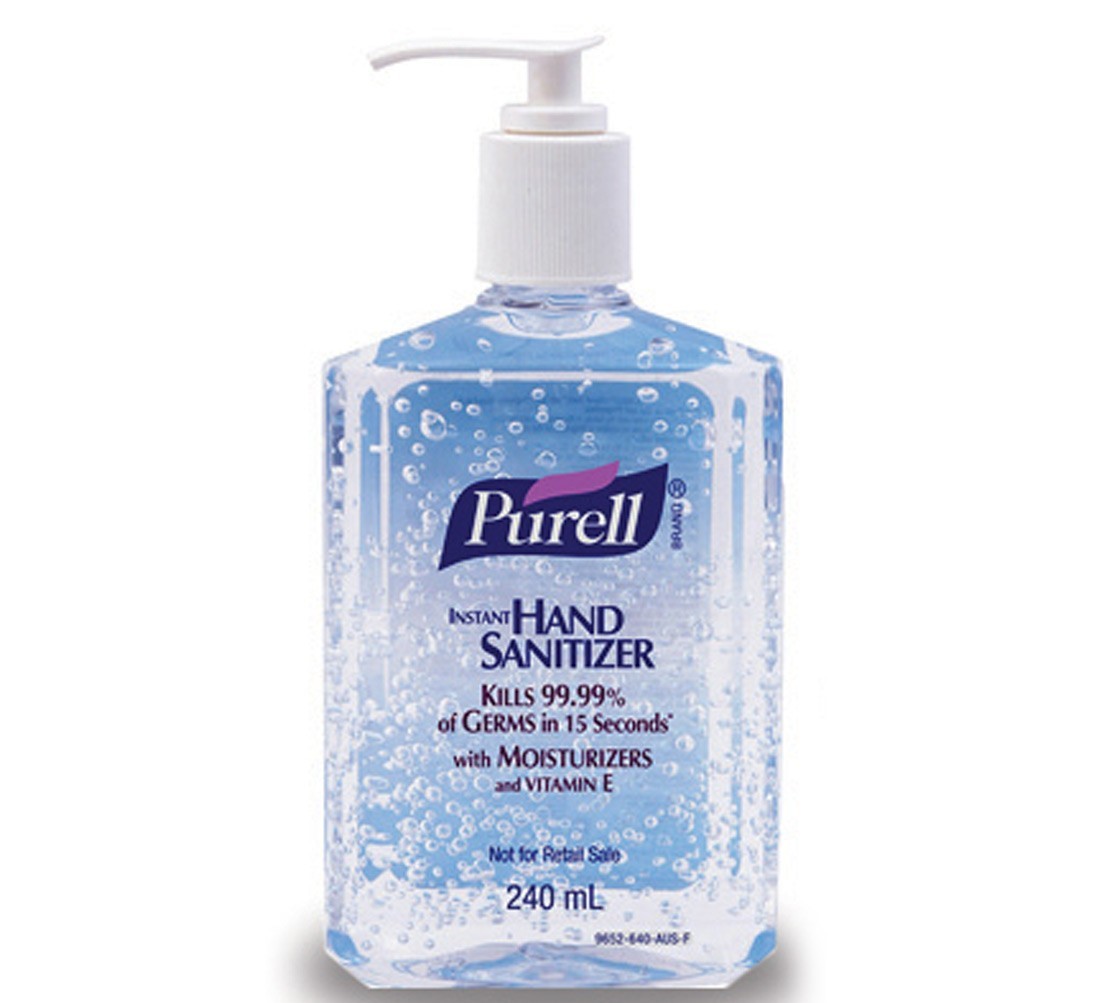 Purell
BRAND ®
INSTANT HAND
SANITIZER
KILLS 99.99%
of GERMS in 15 Seconds*
with MOISTURIZERS
and VITAMIN E
Not for Retail Sale
240 mL
9652-640-AUS-F